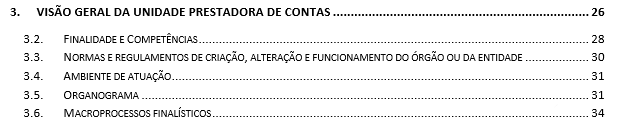 3. VISÃO GERAL DA UNIDADE PRESTADORA DE CONTAS ........ 26
3.2. FINALIDADE E COMPETÊNCIAS ........ 28
3.3. NORMAS E REGULAMENTOS DE CRIAÇÃO, ALTERAÇÃO E FUNCIONAMENTO DO ÓRGÃO OU DA ENTIDADE ........ 30
3.4. AMBIENTE DE ATUAÇÃO ........ 31
3.5. ORGANOGRAMA ........ 31
3.6. MACROPROCESSOS FINALÍSTICOS ........ 34